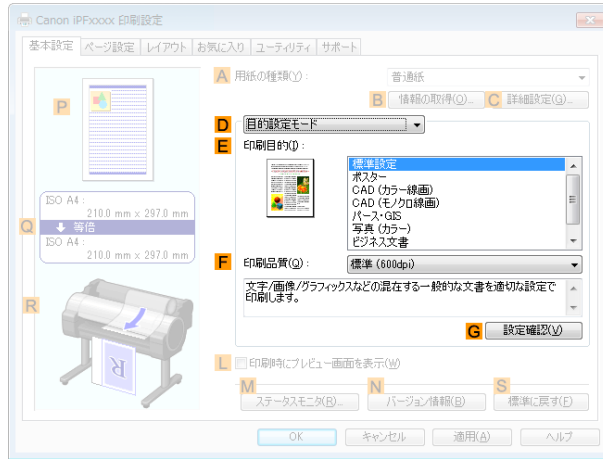 Canon iPFxxxx 印刷設定
基本設定 ページ設定 レイアウト お気に入り ユーティリティ サポート
A 用紙の種類(Y): 普通紙
B 情報の取得(O)... C 詳細設定(G)...
P
D 目的設定モード
E 印刷目的(I):
標準設定
ポスター
CAD (カラー線画)
CAD (モノクロ線画)
パース・GIS
写真 (カラー)
ビジネス文書
Q
ISO A4:
210.0 mm x 297.0 mm
等倍
ISO A4:
210.0 mm x 297.0 mm
F 印刷品質(Q): 標準 (600dpi)
文字/画像/グラフィックスなどの混在する一般的な文書を適切な設定で
印刷します。
G 設定確認(V)
R
R
L 印刷時にプレビュー画面を表示(W)
M N S
ステータスモニタ(R)... バージョン情報(B) 標準に戻す(F)
OK キャンセル 適用(A) ヘルプ